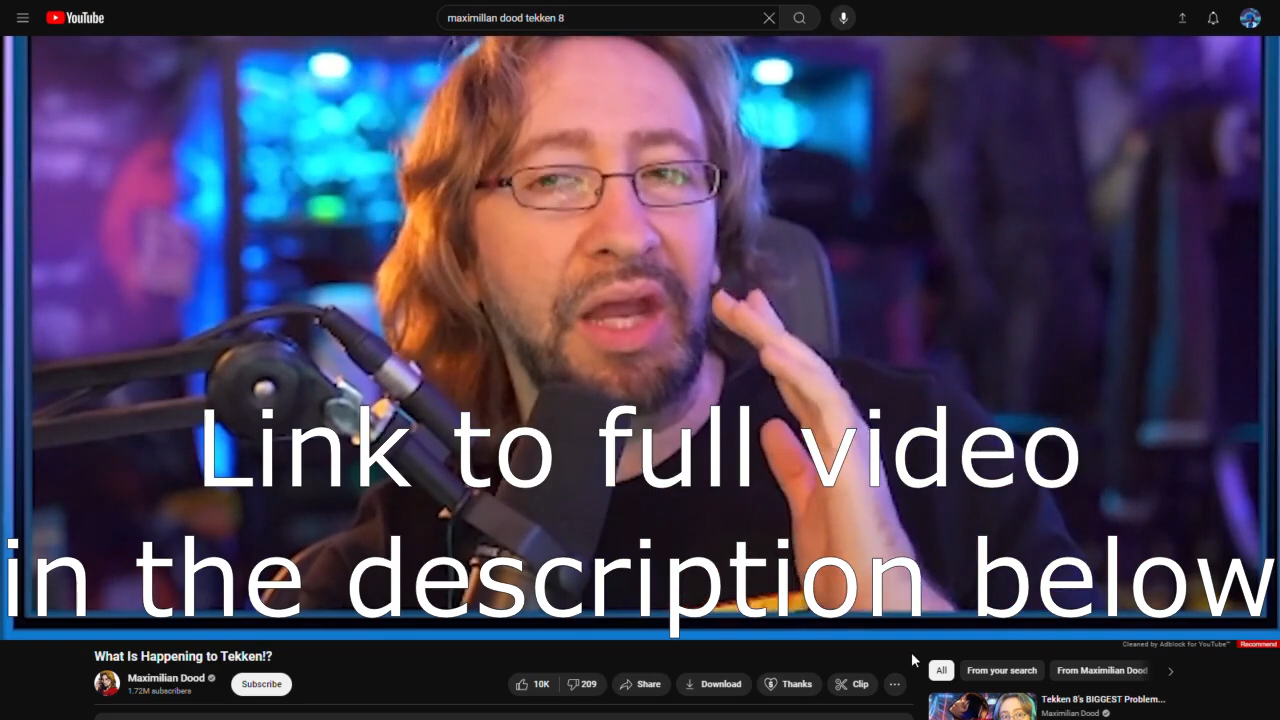 YouTube
maximillan dood tekken 8
Link to full video
in the description below
Cleaned by Adblock for YouTube™
Recommend
What Is Happening to Tekken!?
Maximilian Dood
1.72M subscribers
Subscribe
10K
209
Share
Download
Thanks
Clip
All
From your search
From Maximilian Dood
Tekken 8's BIGGEST Problem...
Maximilian Dood